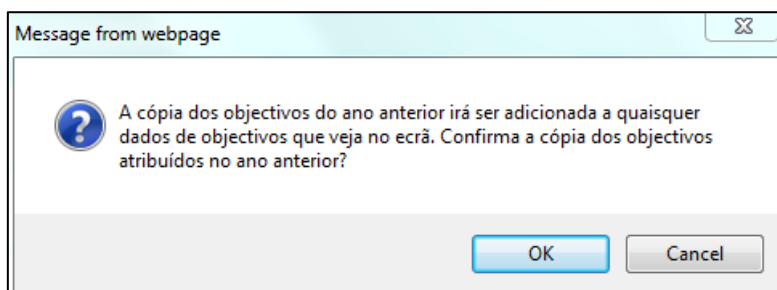 Message from webpage
A cópia dos objectivos do ano anterior irá ser adicionada a quaisquer
dados de objectivos que veja no ecrã. Confirma a cópia dos objectivos
atribuídos no ano anterior?
OK
Cancel